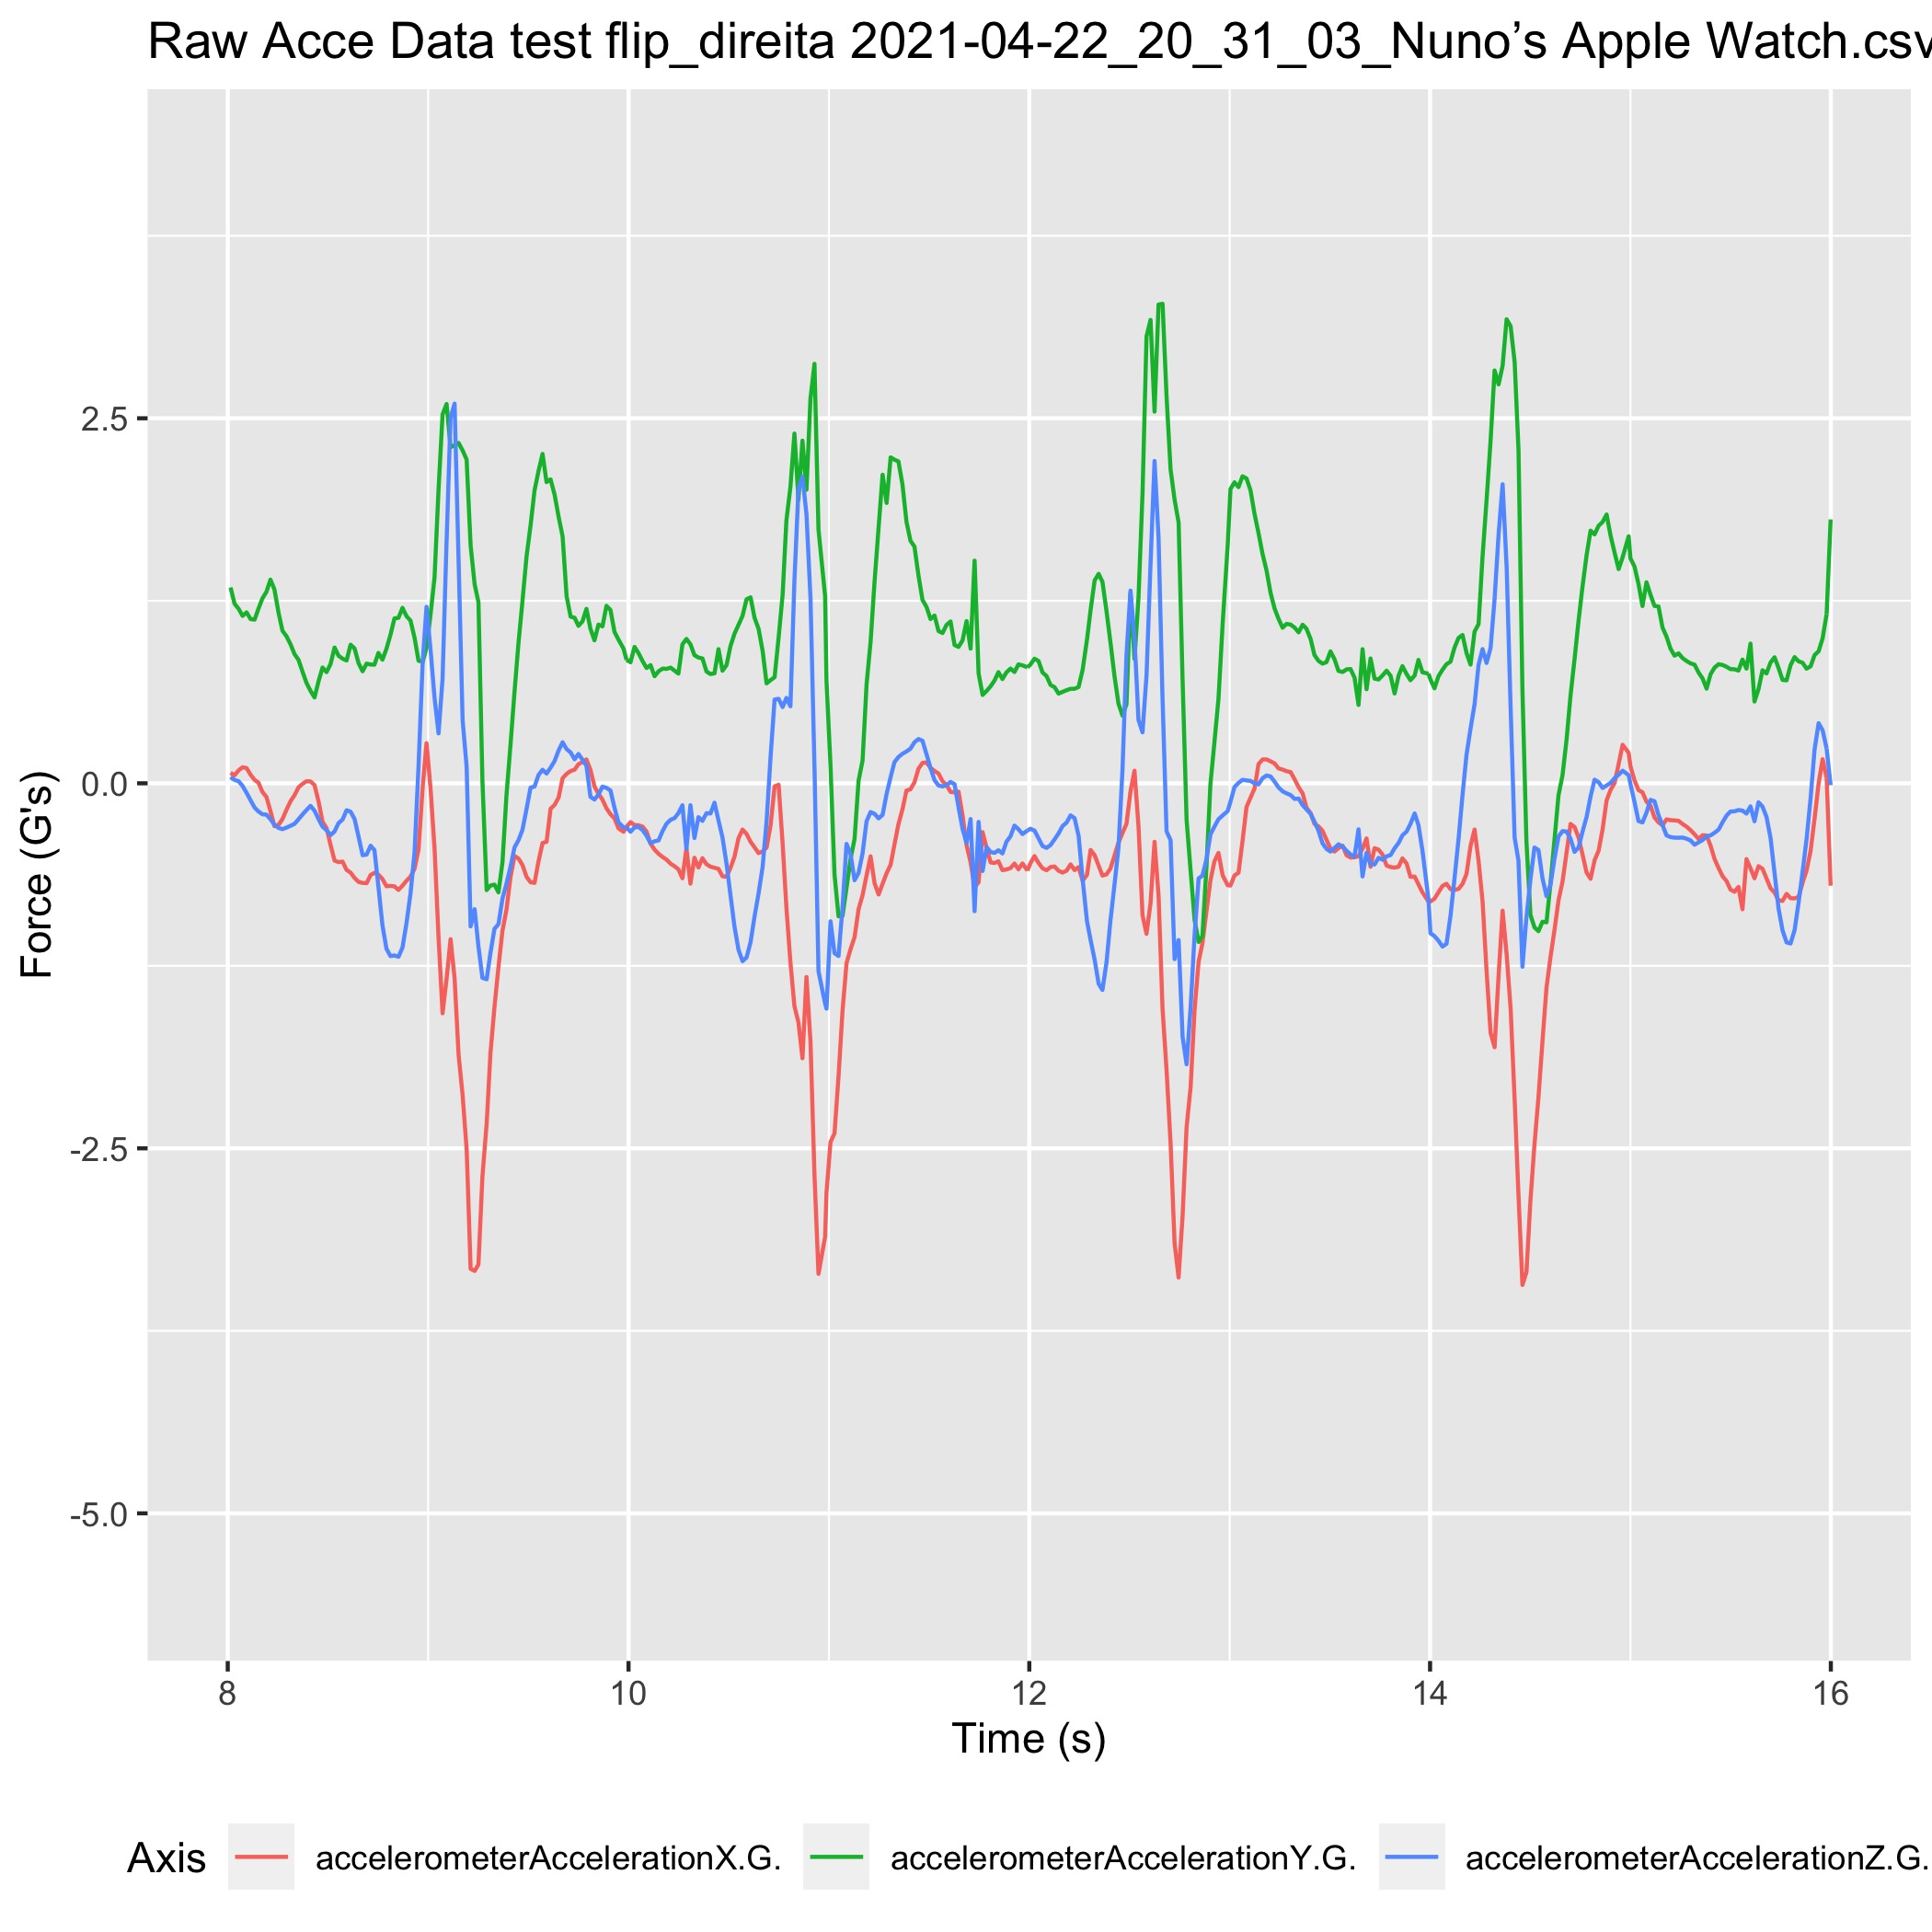 Raw Acce Data test flip_direita 2021-04-22_20_31_03_Nuno’s Apple Watch.csv
Force (G's)
2.5
0.0
-2.5
-5.0
8 10 12 14 16
Time (s)
Axis accelerometerAccelerationX.G. accelerometerAccelerationY.G. accelerometerAccelerationZ.G.